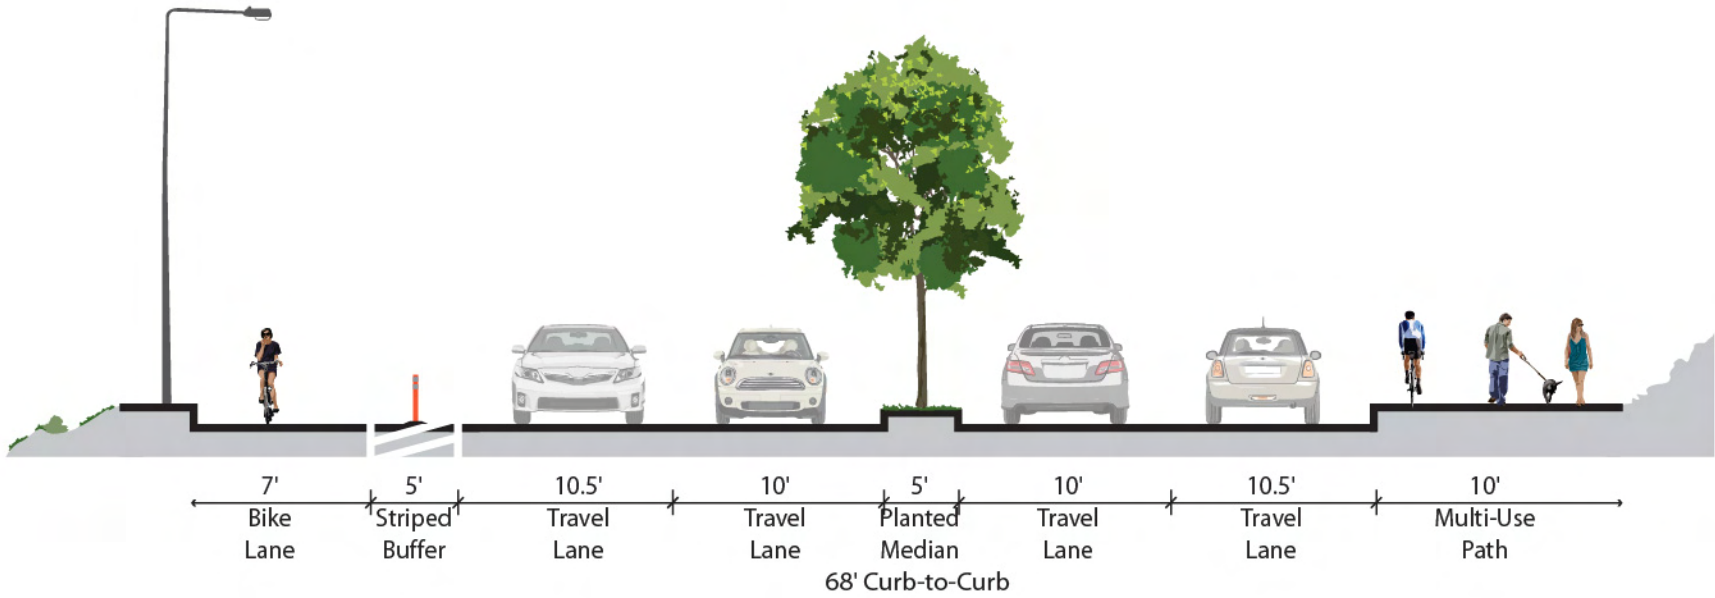 7' 5' 10.5' 10' 5' 10' 10.5' 10'
Bike Striped Travel Travel Planted Travel Travel Multi-Use
Lane Buffer Lane Lane Median Lane Lane Path
68' Curb-to-Curb